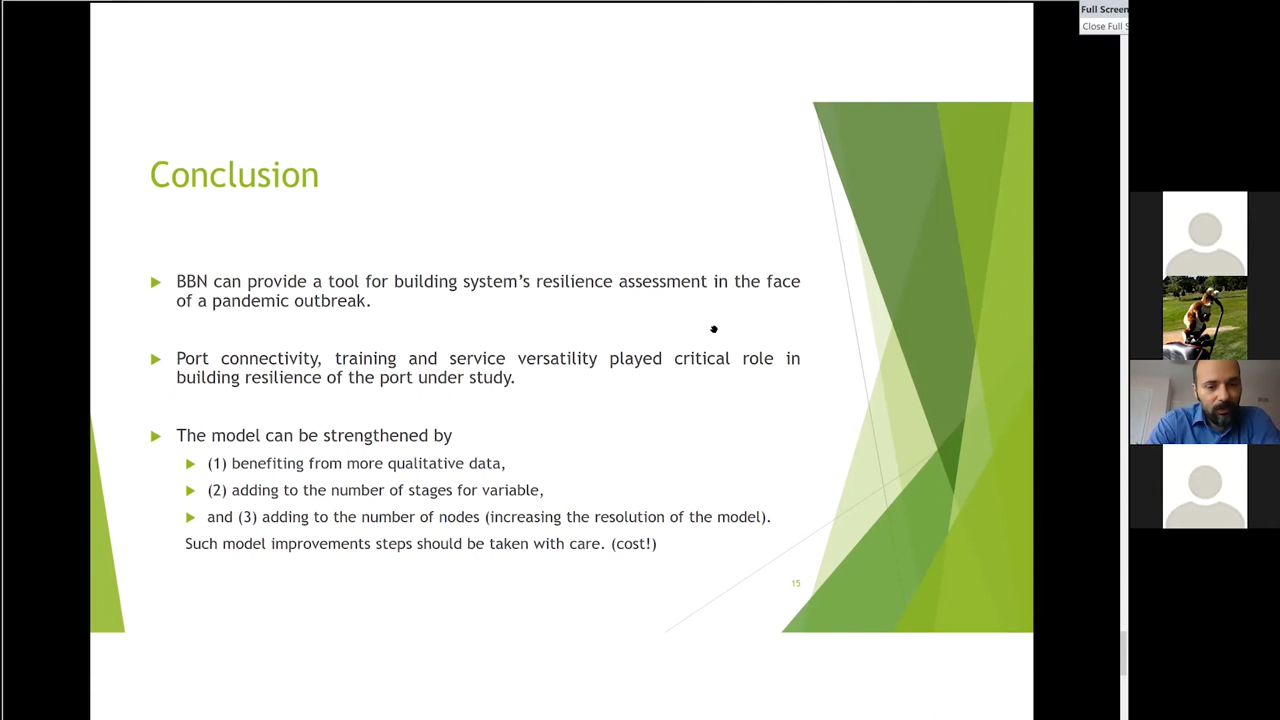 Full Screen
Close Full S
Conclusion
BBN can provide a tool for building system’s resilience assessment in the face
of a pandemic outbreak.
Port connectivity, training and service versatility played critical role in
building resilience of the port under study.
The model can be strengthened by
(1) benefiting from more qualitative data,
(2) adding to the number of stages for variable,
and (3) adding to the number of nodes (increasing the resolution of the model).
Such model improvements steps should be taken with care. (cost!)
15